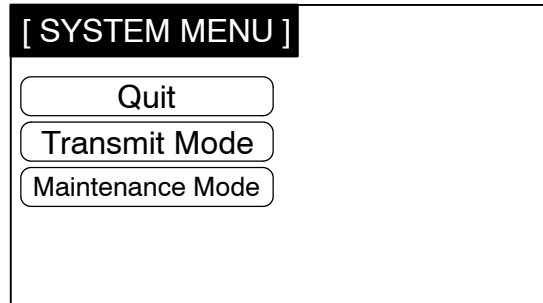 [ SYSTEM MENU ]
Quit
Transmit Mode
Maintenance Mode